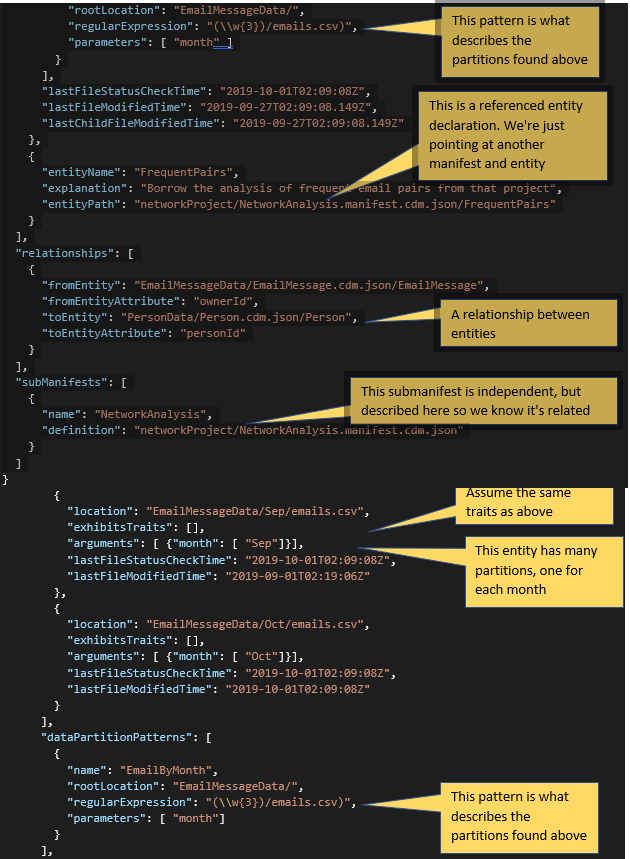 "rootLocation": "EmailMessageData/",
"regularExpression": "(\\w{3})/emails.csv)",
"parameters": [ "month" ]
}
],
"lastFileStatusCheckTime": "2019-10-01T02:09:08Z",
"lastFileModifiedTime": "2019-09-27T02:09:08.149Z",
"lastChildFileModifiedTime": "2019-09-27T02:09:08.149Z"
},
{
"entityName": "FrequentPairs",
"explanation": "Borrow the analysis of frequent email pairs from that project",
"entityPath": "networkProject/NetworkAnalysis.manifest.cdm.json/FrequentPairs"
}
],
"relationships": [
{
"fromEntity": "EmailMessageData/EmailMessage.cdm.json/EmailMessage",
"fromEntityAttribute": "ownerId",
"toEntity": "PersonData/Person.cdm.json/Person",
"toEntityAttribute": "personId"
}
],
"subManifests": [
{
"name": "NetworkAnalysis",
"definition": "networkProject/NetworkAnalysis.manifest.cdm.json"
}
]
}
This pattern is what
describes the
partitions found above
This is a referenced entity
declaration. We're just
pointing at another
manifest and entity
A relationship between
entities
This submanifest is independent, but
described here so we know it's related
{
"location": "EmailMessageData/Sep/emails.csv",
"exhibitsTraits": [],
"arguments": [ {"month": [ "Sep"]}],
"lastFileStatusCheckTime": "2019-10-01T02:09:08Z",
"lastFileModifiedTime": "2019-09-01T02:19:06Z"
},
{
"location": "EmailMessageData/Oct/emails.csv",
"exhibitsTraits": [],
"arguments": [ {"month": [ "Oct"]}],
"lastFileStatusCheckTime": "2019-10-01T02:09:08Z",
"lastFileModifiedTime": "2019-10-01T02:09:08Z"
}
],
"dataPartitionPatterns": [
{
"name": "EmailByMonth",
"rootLocation": "EmailMessageData/",
"regularExpression": "(\\w{3})/emails.csv)",
"parameters": [ "month"]
}
],
Assume the same
traits as above
This entity has many
partitions, one for
each month
This pattern is what
describes the
partitions found above